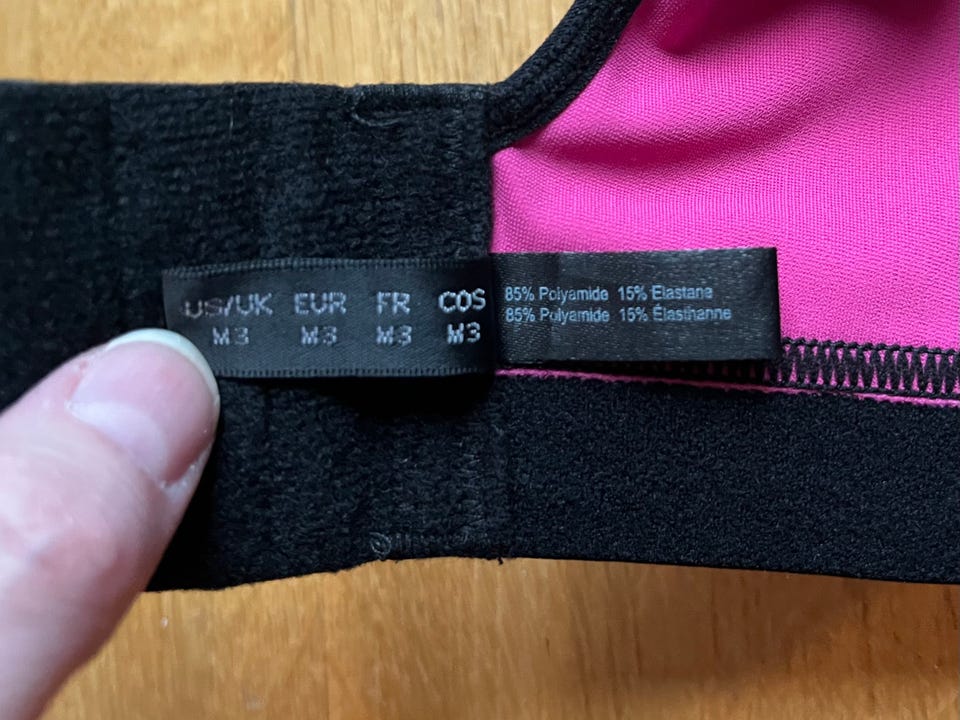 US/UK EUR FR COS
M3 M3 M3 M3
85% Polyamide 15% Elastane
85% Polyamide 15% Elasthanne